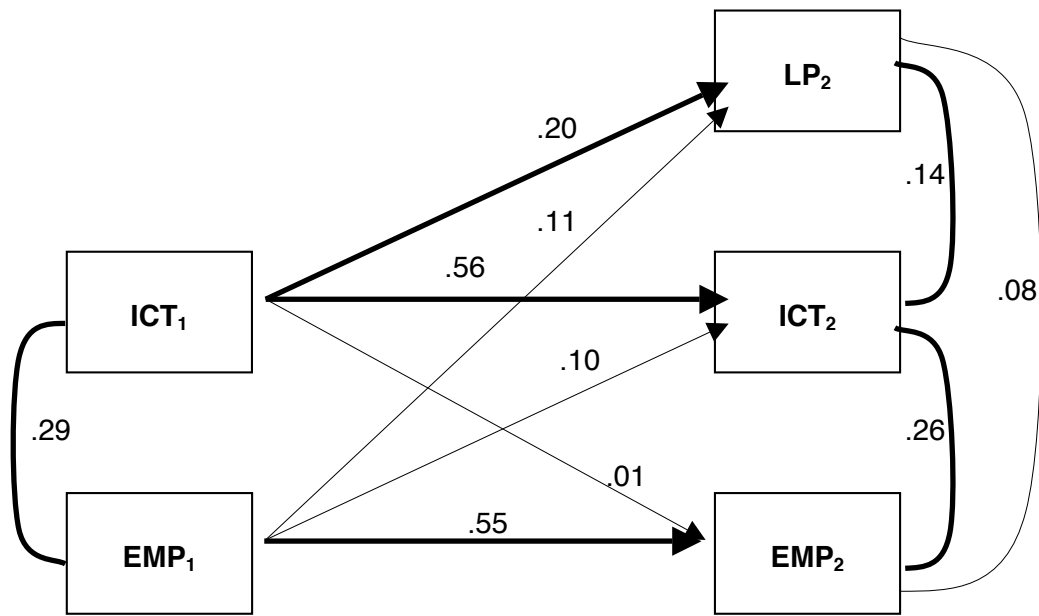 LP₂
.20
.14
.11
.56
ICT₁
ICT₂
.08
.10
.29
.26
.01
.55
EMP₁
EMP₂